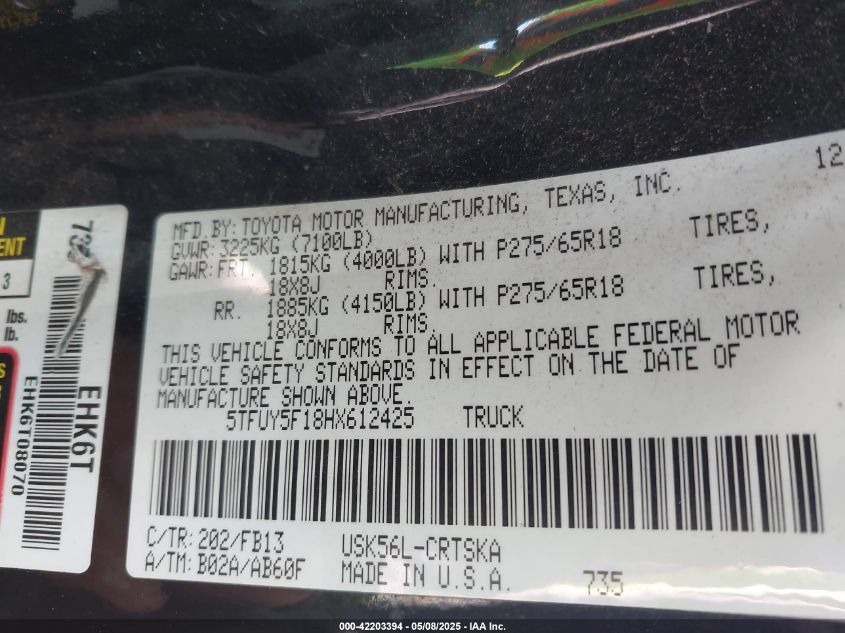 12
MFD.BY: TOYOTA MOTOR MANUFACTURING, TEXAS, INC.
GVWR: 3225KG (7100LB)
GAWR: FRT. 1815KG (4000LB) WITH P275/65R18 TIRES,
18X8J RIMS.
RR. 1885KG (4150LB) WITH P275/65R18 TIRES,
18X8J RIMS.
THIS VEHICLE CONFORMS TO ALL APPLICABLE FEDERAL MOTOR
VEHICLE SAFETY STANDARDS IN EFFECT ON THE DATE OF
MANUFACTURE SHOWN ABOVE.
5TFUY5F18HX612425 TRUCK
C/TR: 202/FB13 USK56L-CRTSKA
A/TM: B02A/AB60F MADE IN U.S.A. 735
3
lbs.
lb.
EHK6T
EHK6T08070
000-42203394 - 05/08/2025 - IAA Inc.